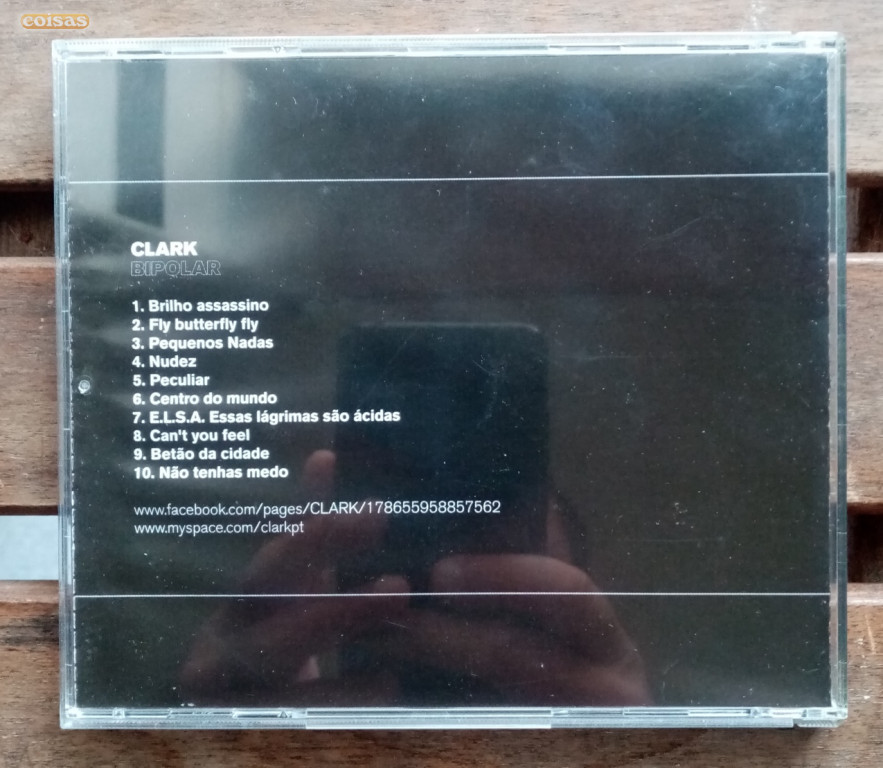 coisas
CLARK
BIPOLAR
1. Brilho assassino
2. Fly butterfly fly
3. Pequenos Nadas
4. Nudez
5. Peculiar
6. Centro do mundo
7. E.L.S.A. Essas lágrimas são ácidas
8. Can't you feel
9. Betão da cidade
10. Não tenhas medo
www.facebook.com/pages/CLARK/178655958857562
www.myspace.com/clarkpt